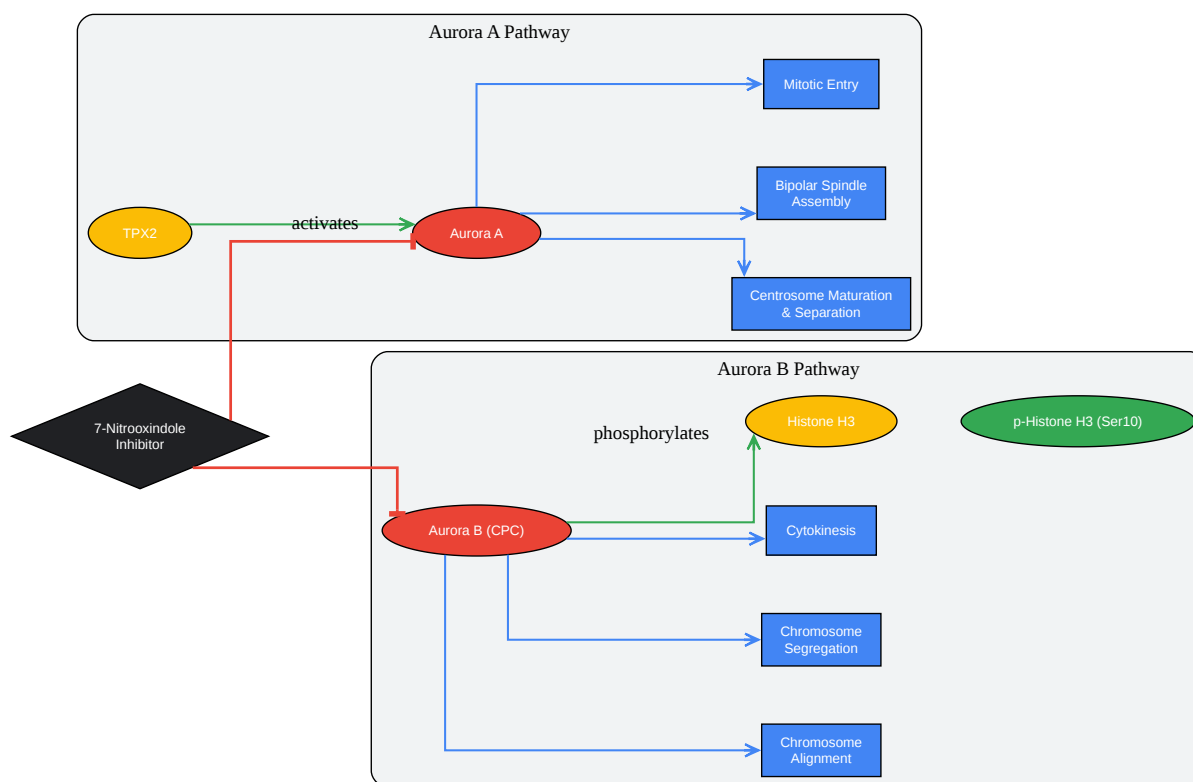 Aurora A Pathway
Mitotic Entry
Bipolar Spindle
Assembly
TPX2
activates
Aurora A
Centrosome Maturation
& Separation
Aurora B Pathway
7-Nitrooxindole
Inhibitor
phosphorylates
Histone H3
p-Histone H3 (Ser10)
Aurora B (CPC)
Cytokinesis
Chromosome
Segregation
Chromosome
Alignment